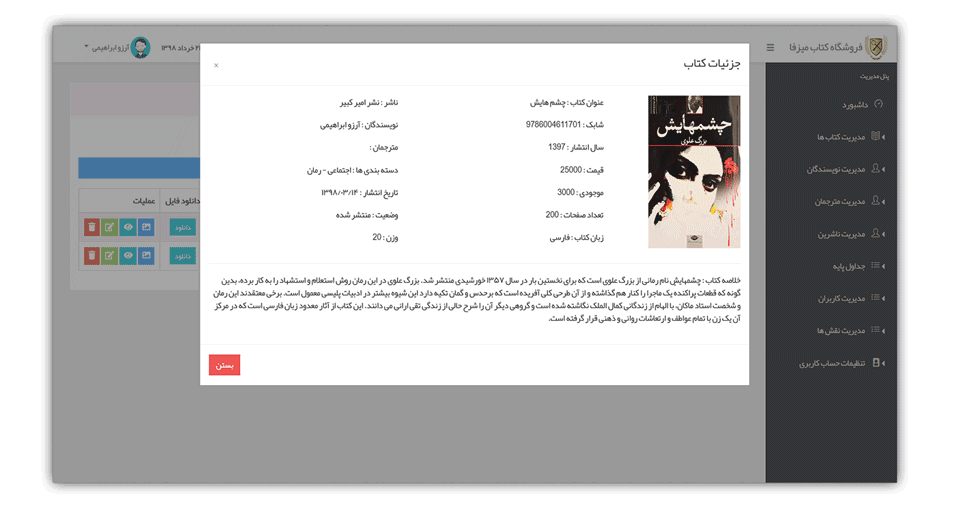 فروشگاه کتاب میزفا
خرداد ۱۳۹۸
آرزو ابراهیمی
پنل مدیریت
داشبورد
مدیریت کتاب ها
مدیریت نویسندگان
مدیریت مترجمان
مدیریت ناشرین
جداول پایه
مدیریت کاربران
مدیریت نقش ها
تنظیمات حساب کاربری
جزئیات کتاب
×
چشمهایش
بزرگ علوی
عنوان کتاب : چشم هایش
ناشر : نشر امیر کبیر
شابک : 9786004611701
نویسندگان : آرزو ابراهیمی
سال انتشار : 1397
مترجمان :
قیمت : 25000
دسته بندی ها : اجتماعی - رمان
موجودی : 3000
تاریخ انتشار : ۱۳۹۸/۰۳/۱۴
تعداد صفحات : 200
وضعیت : منتشر شده
زبان کتاب : فارسی
وزن : 20
خلاصه کتاب : چشمهایش نام رمانی از بزرگ علوی است که برای نخستین بار در سال ۱۳۵۷ خورشیدی منتشر شد. بزرگ علوی در این رمان روش استعلام و استشهاد را به کار برده، بدین
گونه که قطعات پراکنده یک ماجرا را کنار هم گذاشته و از آن طرحی کلی آفریده است که بر حدس و گمان تکیه دارد این شیوه بیشتر در ادبیات پلیسی معمول است. برخی معتقدند این رمان
و شخصت استاد ماکان، با الهام از زندگانی کمال الملک نگاشته شده است و گروهی دیگر آن را شرح حالی از زندگی تقی ارانی می دانند. این کتاب از آثار معدود زبان فارسی است که در مرکز
آن یک زن با تمام عواطف و ارتعاشات روانی و ذهنی قرار گرفته است.
بستن
دانلود فایل
عملیات
دانلود
دانلود